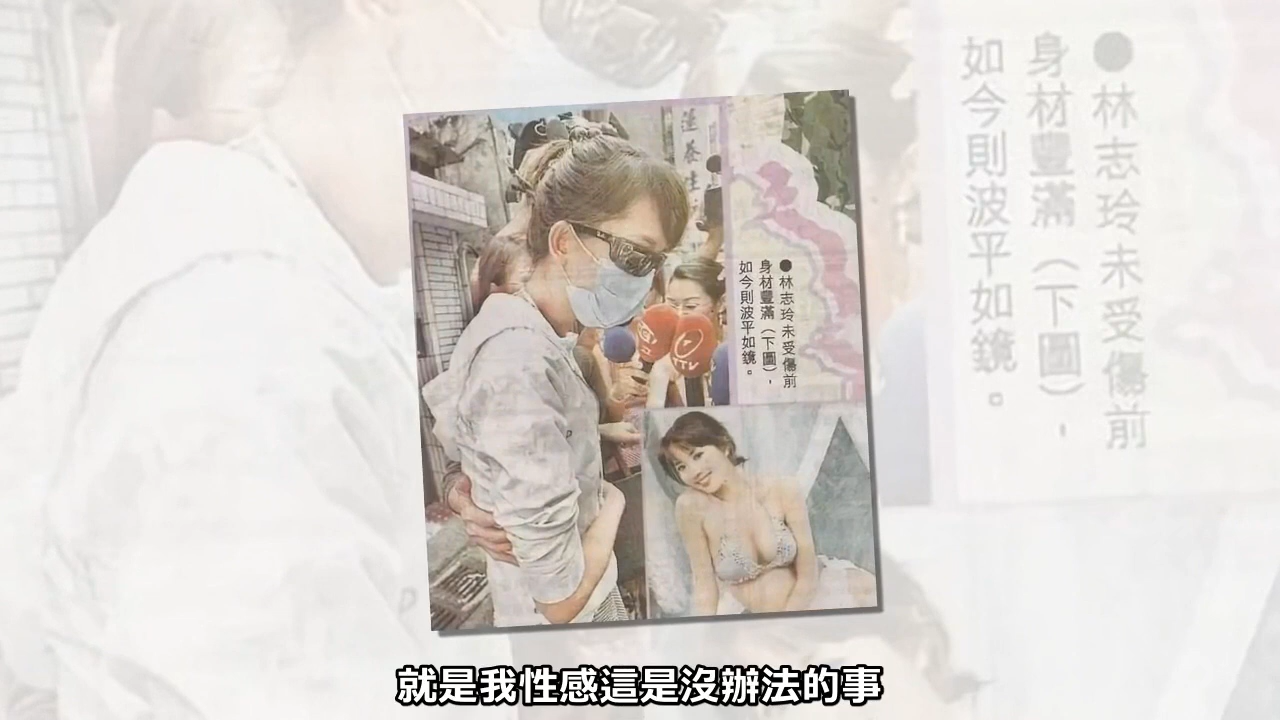 ●林志玲未受傷前
身材豐滿（下圖），
如今則波平如鏡。
●林志玲未受傷前
身材豐滿（下圖），
如今則波平如鏡。
TTV
就是我性感這是沒辦法的事